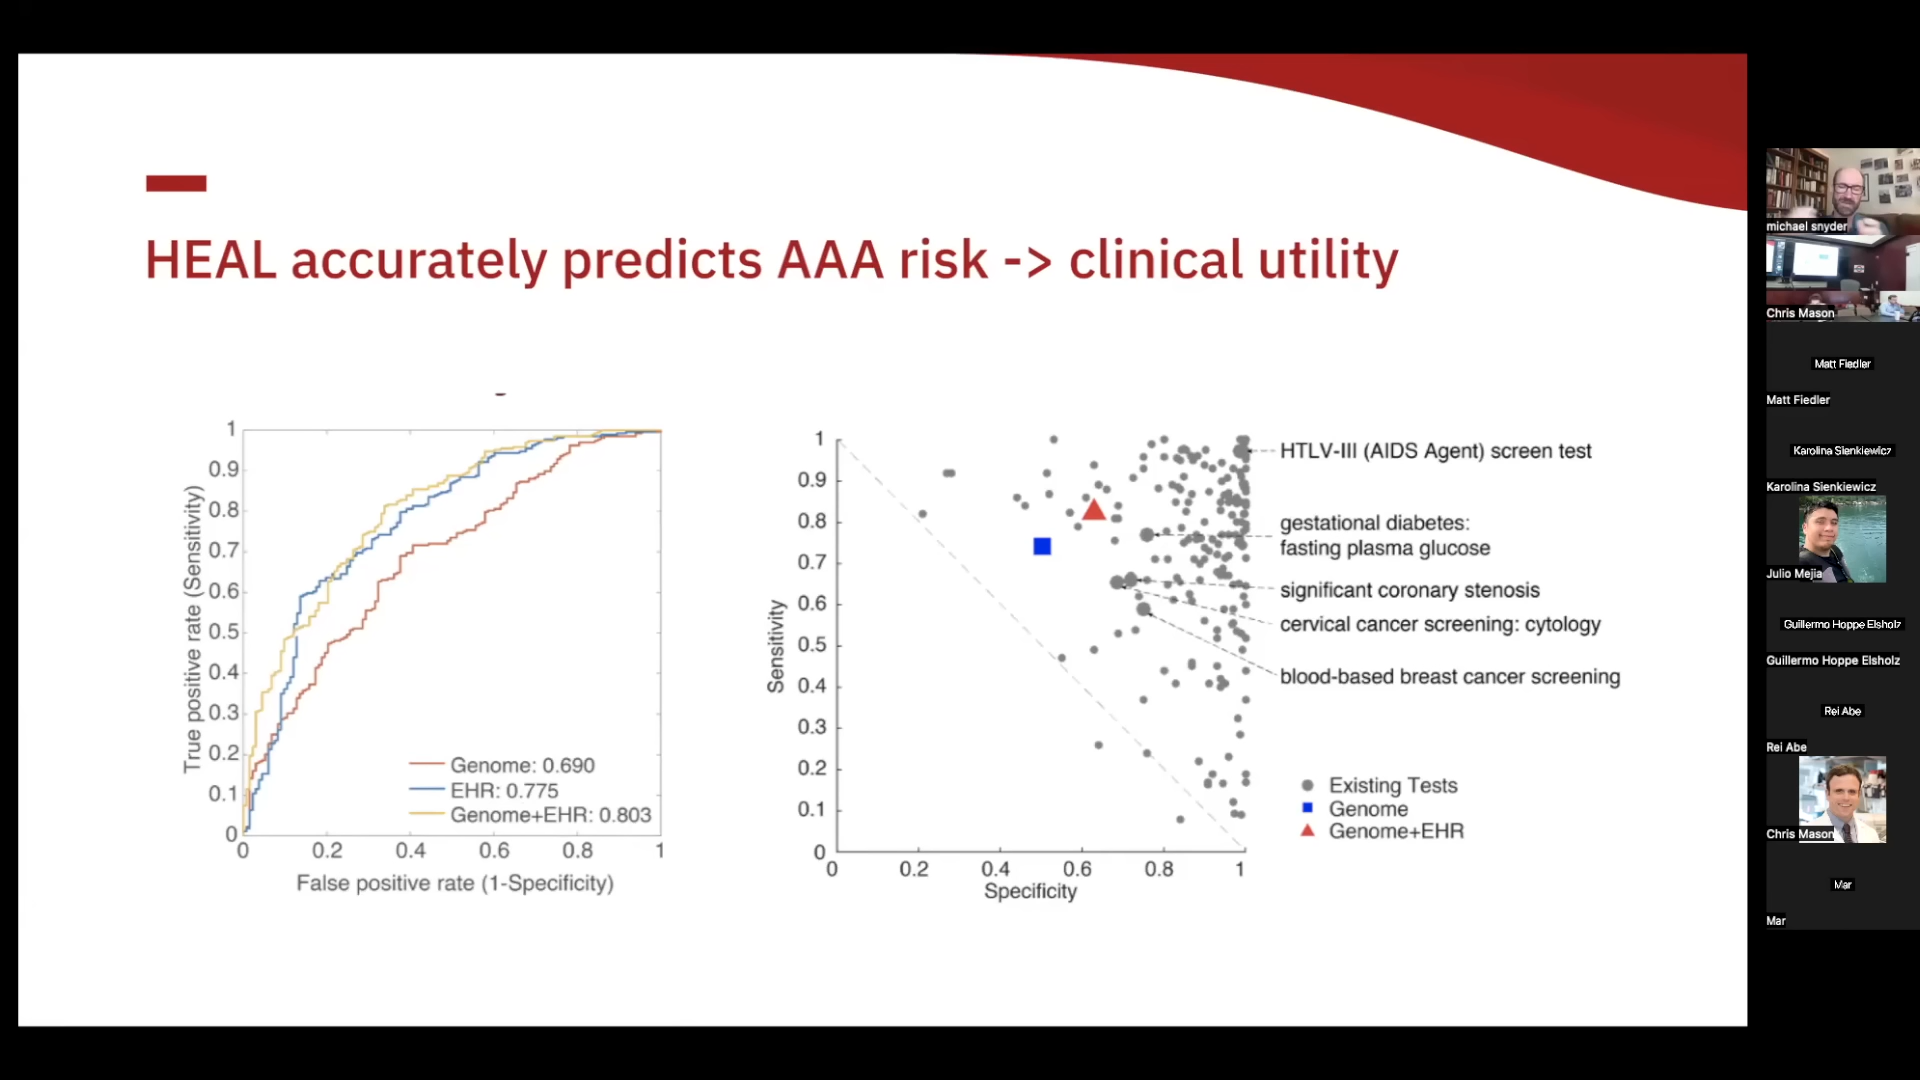 HEAL accurately predicts AAA risk -> clinical utility
True positive rate (Sensitivity)
1
0.9
0.8
0.7
0.6
0.5
0.4
0.3
0.2
0.1
0
0
0.2
0.4
0.6
0.8
1
False positive rate (1-Specificity)
Genome: 0.690
EHR: 0.775
Genome+EHR: 0.803
Sensitivity
1
0.9
0.8
0.7
0.6
0.5
0.4
0.3
0.2
0.1
0
0
0.2
0.4
0.6
0.8
1
Specificity
HTLV-III (AIDS Agent) screen test
gestational diabetes:
fasting plasma glucose
significant coronary stenosis
cervical cancer screening: cytology
blood-based breast cancer screening
Existing Tests
Genome
Genome+EHR
michael snyder
Chris Mason
Matt Fiedler
Matt Fiedler
Karolina Sienkiewicz
Karolina Sienkiewicz
Julio Mejia
Guillermo Hoppe Elsholz
Guillermo Hoppe Elsholz
Rei Abe
Rei Abe
Chris Mason
Mar
Mar